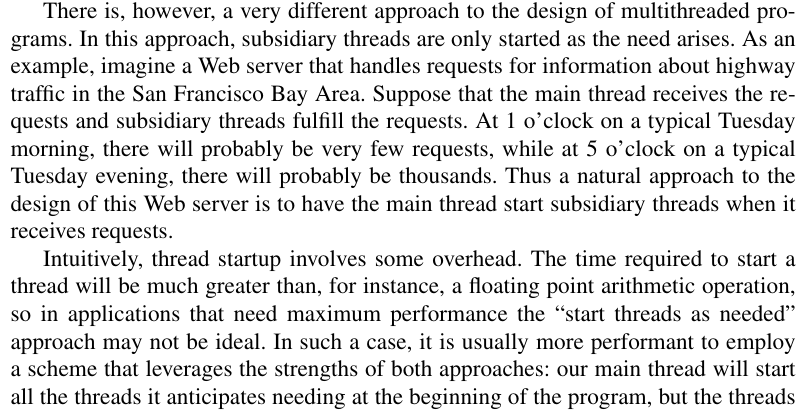 There is, however, a very different approach to the design of multithreaded pro-
grams. In this approach, subsidiary threads are only started as the need arises. As an
example, imagine a Web server that handles requests for information about highway
traffic in the San Francisco Bay Area. Suppose that the main thread receives the re-
quests and subsidiary threads fulfill the requests. At 1 o’clock on a typical Tuesday
morning, there will probably be very few requests, while at 5 o’clock on a typical
Tuesday evening, there will probably be thousands. Thus a natural approach to the
design of this Web server is to have the main thread start subsidiary threads when it
receives requests.
Intuitively, thread startup involves some overhead. The time required to start a
thread will be much greater than, for instance, a floating point arithmetic operation,
so in applications that need maximum performance the “start threads as needed”
approach may not be ideal. In such a case, it is usually more performant to employ
a scheme that leverages the strengths of both approaches: our main thread will start
all the threads it anticipates needing at the beginning of the program, but the threads